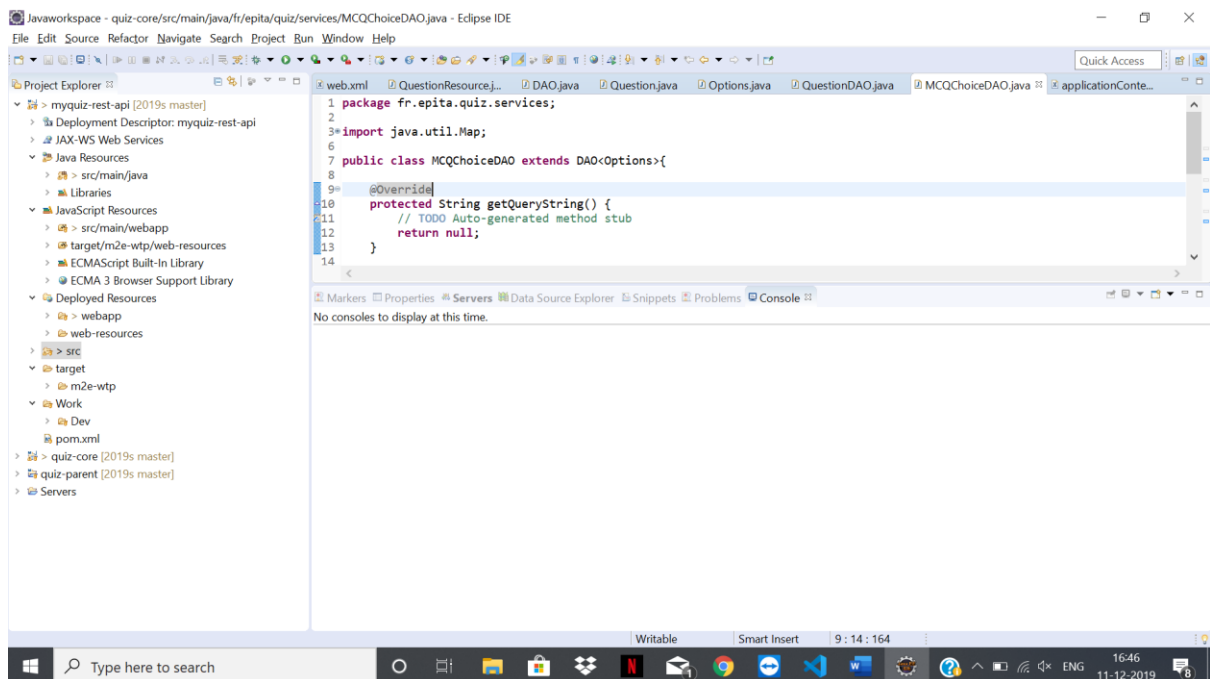 Javaworkspace - quiz-core/src/main/java/fr/epita/quiz/services/MCQChoiceDAO.java - Eclipse IDE
File Edit Source Refactor Navigate Search Project Run Window Help
Quick Access
Project Explorer
web.xml QuestionResource.j... DAO.java Question.java Options.java QuestionDAO.java MCQChoiceDAO.java applicationConte...
> myquiz-rest-api [2019s master]
Deployment Descriptor: myquiz-rest-api
JAX-WS Web Services
Java Resources
> src/main/java
Libraries
JavaScript Resources
> src/main/webapp
target/m2e-wtp/web-resources
ECMAScript Built-In Library
ECMA 3 Browser Support Library
Deployed Resources
> webapp
web-resources
> src
target
m2e-wtp
Work
Dev
pom.xml
> quiz-core [2019s master]
quiz-parent [2019s master]
Servers
1 package fr.epita.quiz.services;
2
3 import java.util.Map;
6
7 public class MCQChoiceDAO extends DAO<Options>{
8
9 @Override
10 protected String getQueryString() {
11 // TODO Auto-generated method stub
12 return null;
13 }
14
Markers Properties Servers Data Source Explorer Snippets Problems Console
No consoles to display at this time.
Writable Smart Insert 9 : 14 : 164
Type here to search
ENG
16:46
11-12-2019
8